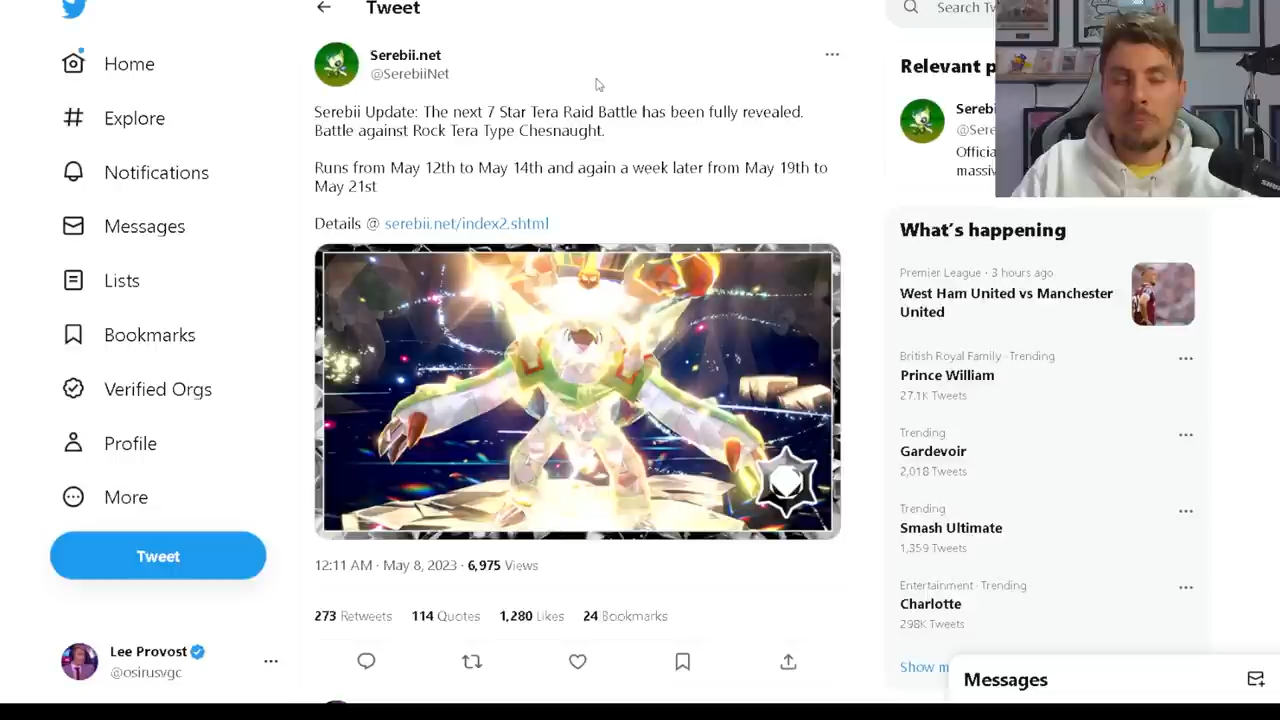 Tweet
Search Tw
Home
Explore
Notifications
Messages
Lists
Bookmarks
Verified Orgs
Profile
More
Tweet
Lee Provost
@osirusvgc
Serebii.net
@SerebiiNet
Serebii Update: The next 7 Star Tera Raid Battle has been fully revealed.
Battle against Rock Tera Type Chesnaught.
Runs from May 12th to May 14th and again a week later from May 19th to
May 21st
Details @ serebii.net/index2.shtml
12:11 AM · May 8, 2023 · 6,975 Views
273 Retweets 114 Quotes 1,280 Likes 24 Bookmarks
Relevant p
Serebi
@Sere
Officia
massiv
What's happening
Premier League · 3 hours ago
West Ham United vs Manchester
United
British Royal Family · Trending
Prince William
27.1K Tweets
Trending
Gardevoir
2,018 Tweets
Trending
Smash Ultimate
1,359 Tweets
Entertainment · Trending
Charlotte
298K Tweets
Show m
Messages